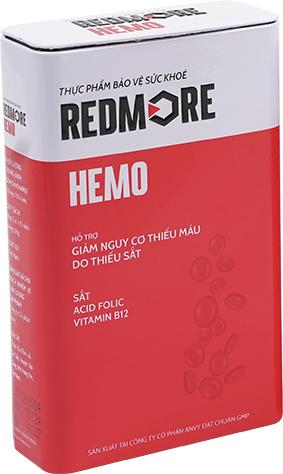 THỰC PHẨM BẢO VỆ SỨC KHOẺ
REDMORE
HEMO
HỖ TRỢ
GIẢM NGUY CƠ THIẾU MÁU
DO THIẾU SẮT
SẮT
ACID FOLIC
VITAMIN B12
SẢN XUẤT TẠI CÔNG TY CỔ PHẦN ANVY ĐẠT CHUẨN GMP